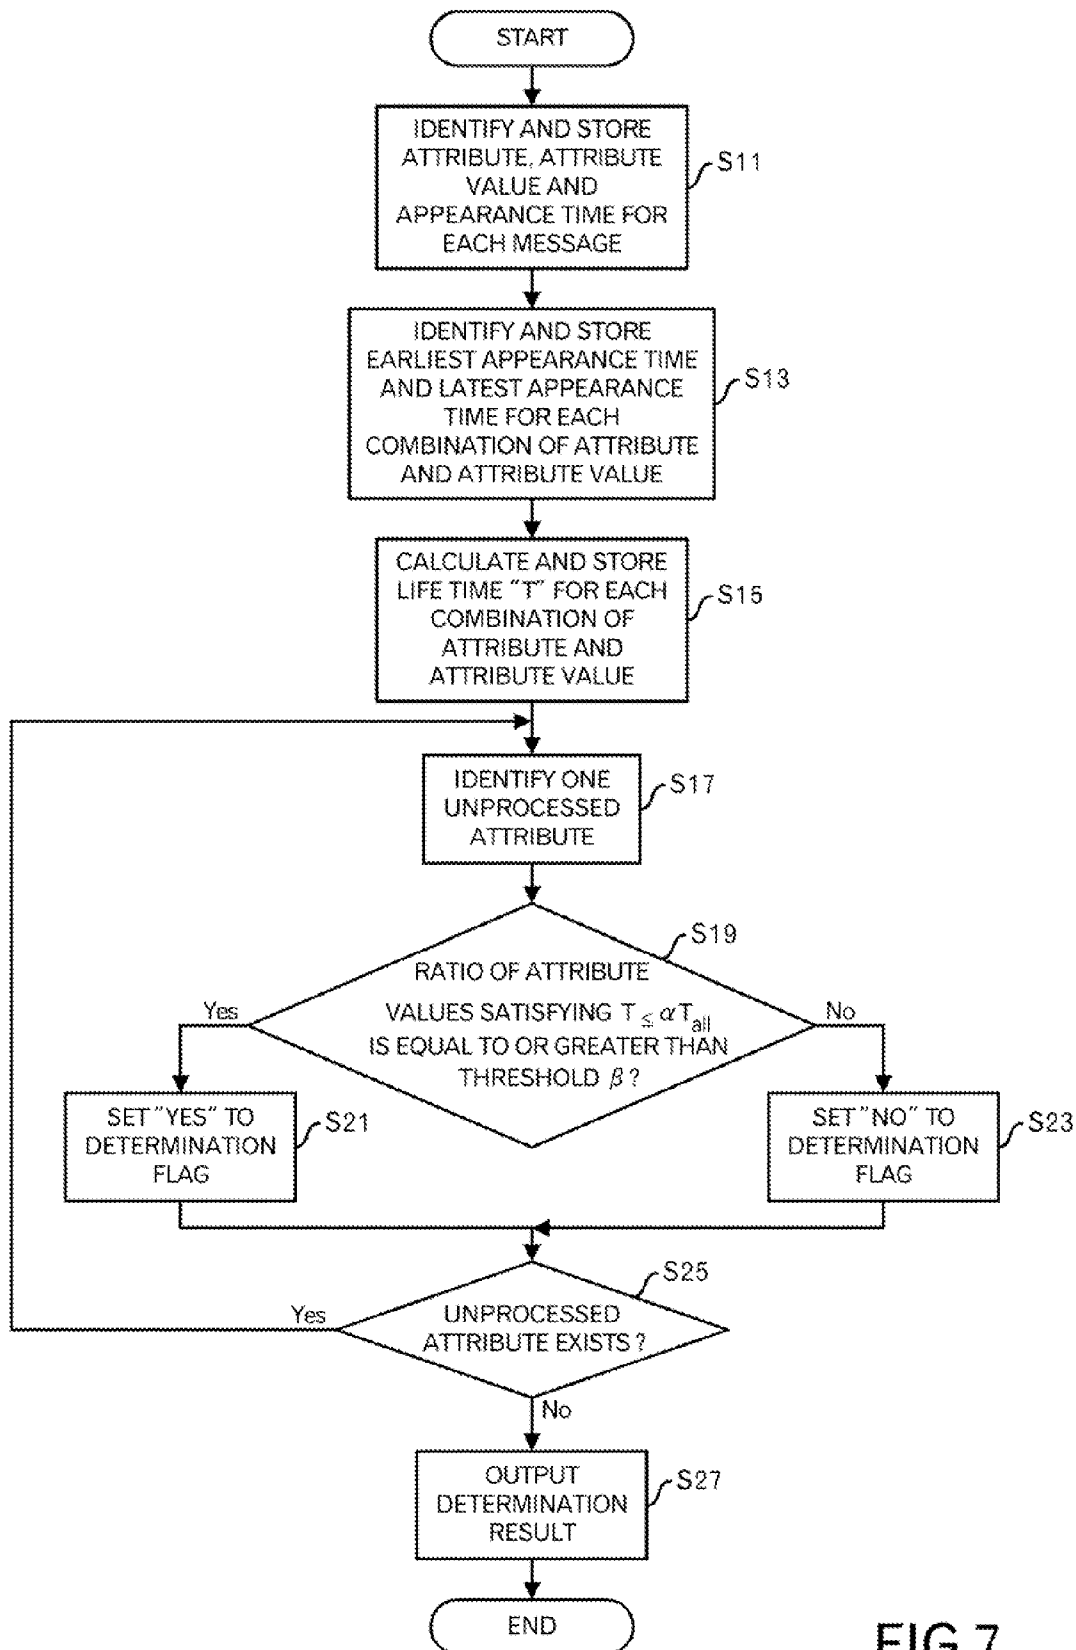 START
IDENTIFY AND STORE
ATTRIBUTE, ATTRIBUTE
VALUE AND
APPEARANCE TIME FOR
EACH MESSAGE
S11
IDENTIFY AND STORE
EARLIEST APPEARANCE TIME
AND LATEST APPEARANCE
TIME FOR EACH
COMBINATION OF ATTRIBUTE
AND ATTRIBUTE VALUE
S13
CALCULATE AND STORE
LIFE TIME "T" FOR EACH
COMBINATION OF
ATTRIBUTE AND
ATTRIBUTE VALUE
S15
IDENTIFY ONE
UNPROCESSED
ATTRIBUTE
S17
S19
RATIO OF ATTRIBUTE
VALUES SATISFYING T ≦ αTall
IS EQUAL TO OR GREATER THAN
THRESHOLD β?
Yes
No
SET "YES" TO
DETERMINATION
FLAG
S21
SET "NO" TO
DETERMINATION
FLAG
S23
S25
UNPROCESSED
ATTRIBUTE EXISTS?
Yes
No
OUTPUT
DETERMINATION
RESULT
S27
END
FIG.7